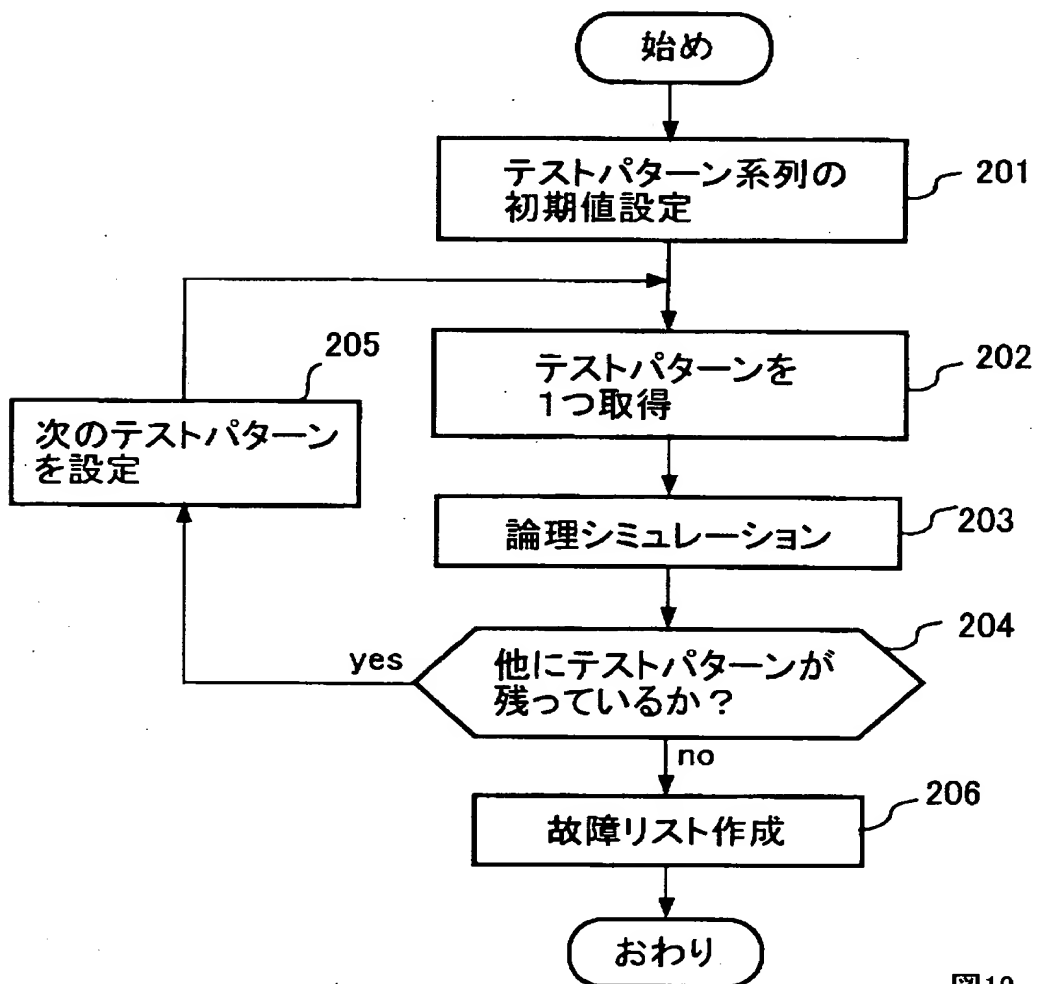 始め
テストパターン系列の
初期値設定
201
205
テストパターンを
1つ取得
202
次のテストパターン
を設定
論理シミュレーション
203
204
yes
他にテストパターンが
残っているか？
no
故障リスト作成
206
おわり